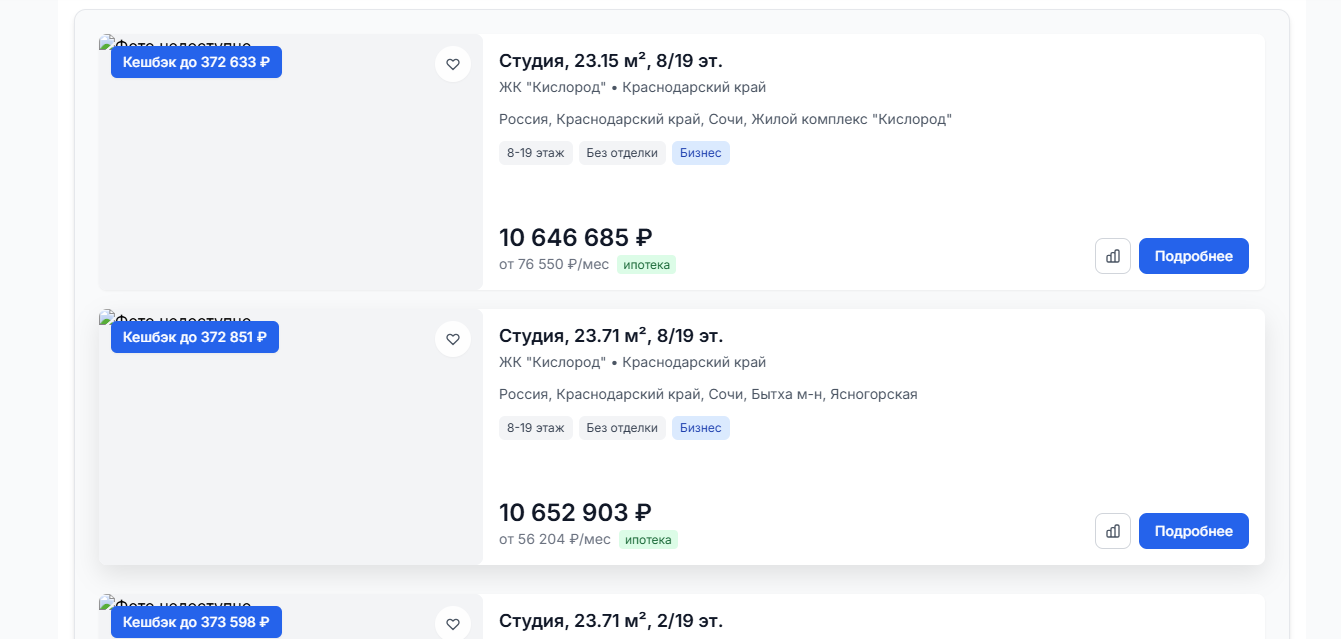 Фото недоступно
Кешбэк до 372 633 ₽
Студия, 23.15 м², 8/19 эт.
ЖК "Кислород" • Краснодарский край
Россия, Краснодарский край, Сочи, Жилой комплекс "Кислород"
8-19 этаж Без отделки Бизнес
10 646 685 ₽
от 76 550 ₽/мес ипотека
Подробнее
Фото недоступно
Кешбэк до 372 851 ₽
Студия, 23.71 м², 8/19 эт.
ЖК "Кислород" • Краснодарский край
Россия, Краснодарский край, Сочи, Бытха м-н, Ясногорская
8-19 этаж Без отделки Бизнес
10 652 903 ₽
от 56 204 ₽/мес ипотека
Подробнее
Фото недоступно
Кешбэк до 373 598 ₽
Студия, 23.71 м², 2/19 эт.